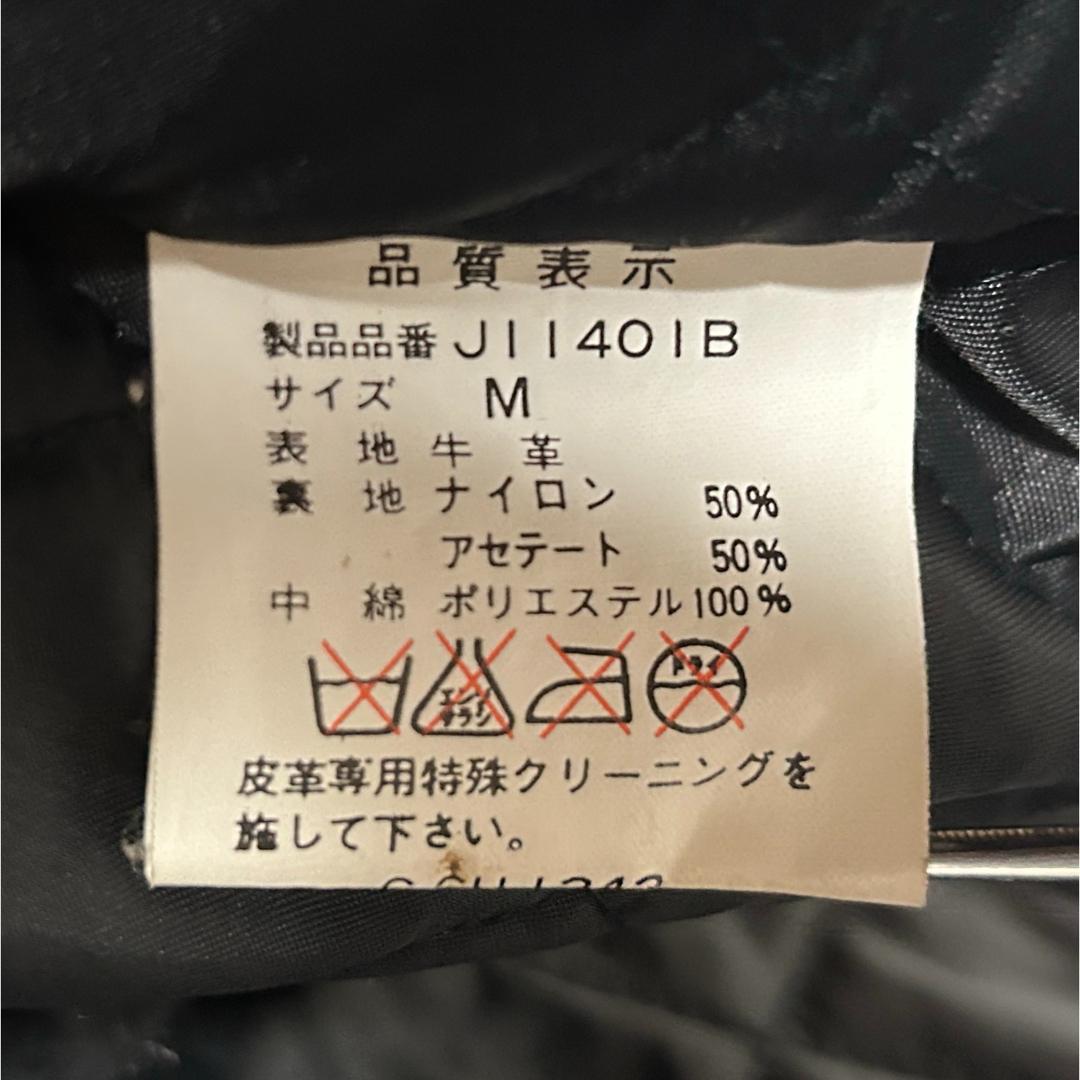 品質表示
製品品番 J11401B
サイズ M
表地 牛革
裏地 ナイロン 50%
アセテート 50%
中綿 ポリエステル 100%
エンソ サラシ ドライ
皮革専用特殊クリーニングを
施して下さい。